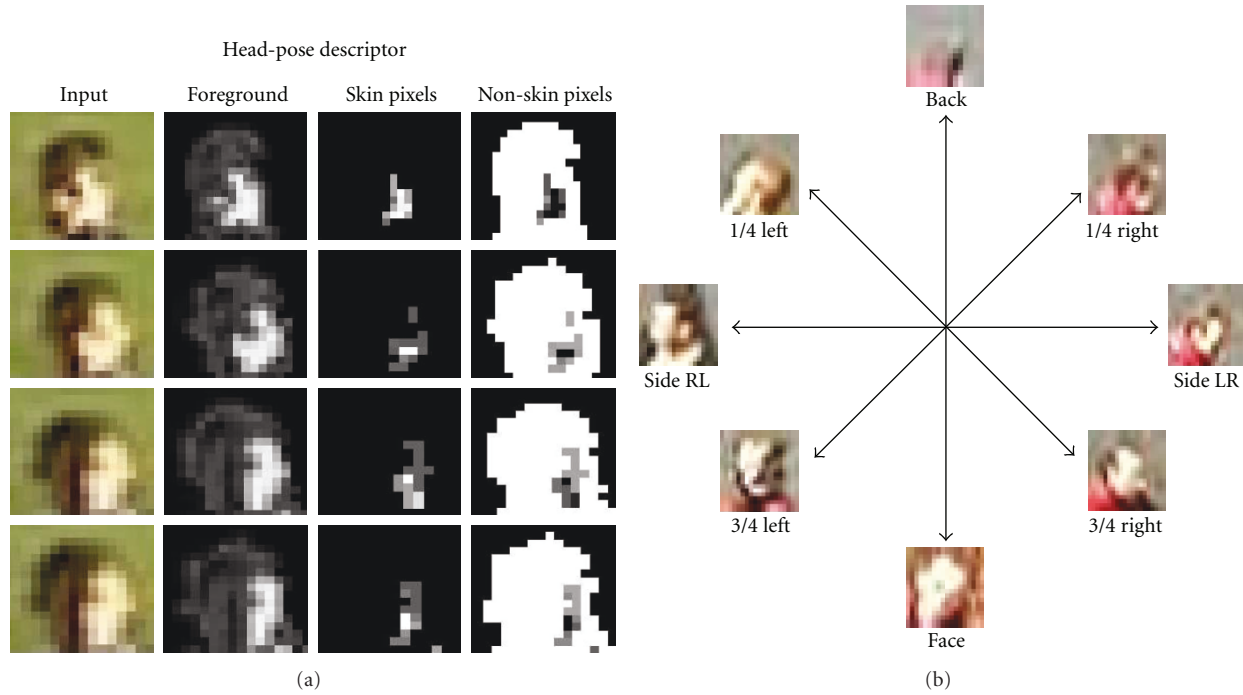 Head-pose descriptor
Input Foreground Skin pixels Non-skin pixels
(a)
Back
1/4 left
1/4 right
Side RL
Side LR
3/4 left
3/4 right
Face
(b)